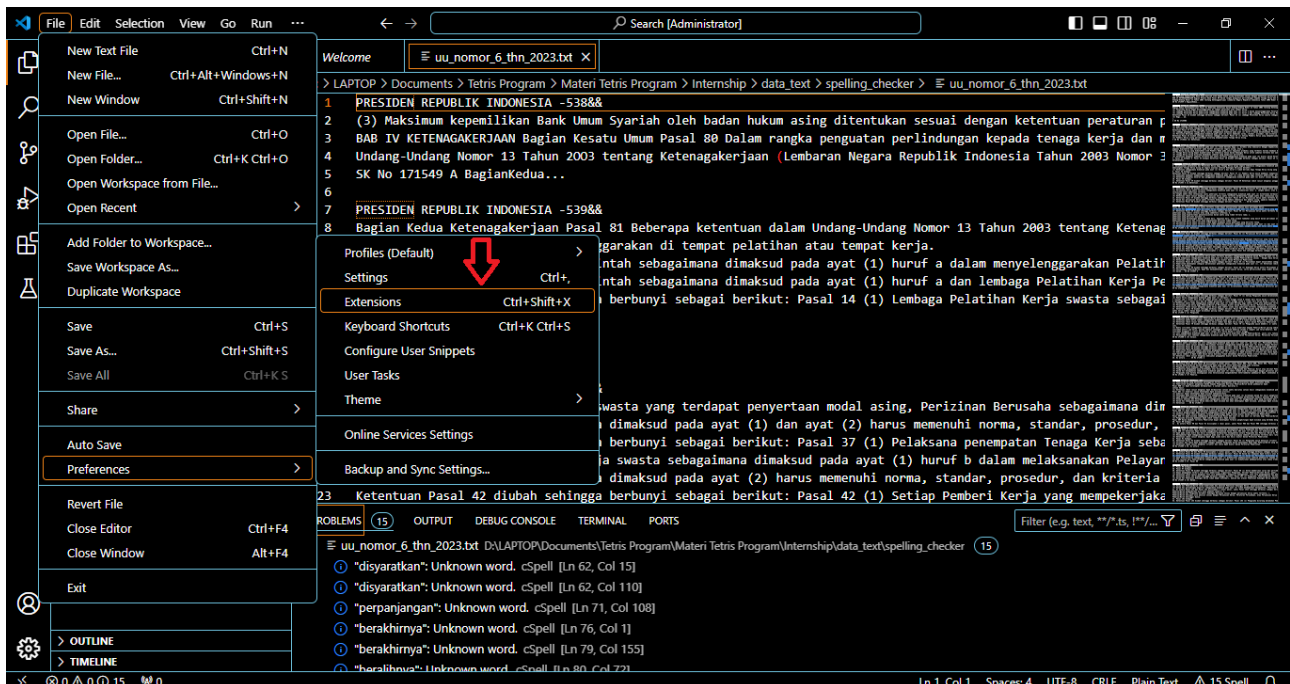 File Edit Selection View Go Run ··· Search [Administrator]
New Text File Ctrl+N
New File... Ctrl+Alt+Windows+N
New Window Ctrl+Shift+N
Open File... Ctrl+O
Open Folder... Ctrl+K Ctrl+O
Open Workspace from File...
Open Recent
Add Folder to Workspace...
Save Workspace As...
Duplicate Workspace
Save Ctrl+S
Save As... Ctrl+Shift+S
Save All Ctrl+K S
Share
Auto Save
Preferences
Revert File
Close Editor Ctrl+F4
Close Window Alt+F4
Exit
OUTLINE
TIMELINE
Profiles (Default)
Settings Ctrl+,
Extensions Ctrl+Shift+X
Keyboard Shortcuts Ctrl+K Ctrl+S
Configure User Snippets
User Tasks
Theme
Online Services Settings
Backup and Sync Settings...
Welcome uu_nomor_6_thn_2023.txt
> LAPTOP > Documents > Tetris Program > Materi Tetris Program > Internship > data_text > spelling_checker > uu_nomor_6_thn_2023.txt
1 PRESIDEN REPUBLIK INDONESIA -538&&
2 (3) Maksimum kepemilikan Bank Umum Syariah oleh badan hukum asing ditentukan sesuai dengan ketentuan peraturan p
3 BAB IV KETENAGAKERJAAN Bagian Kesatu Umum Pasal 80 Dalam rangka penguatan perlindungan kepada tenaga kerja dan m
4 Undang-Undang Nomor 13 Tahun 2003 tentang Ketenagakerjaan (Lembaran Negara Republik Indonesia Tahun 2003 Nomor 3
5 SK No 171549 A BagianKedua...
6
7 PRESIDEN REPUBLIK INDONESIA -539&&
8 Bagian Kedua Ketenagakerjaan Pasal 81 Beberapa ketentuan dalam Undang-Undang Nomor 13 Tahun 2003 tentang Ketenag
ggarakan di tempat pelatihan atau tempat kerja.
ntah sebagaimana dimaksud pada ayat (1) huruf a dalam menyelenggarakan Pelatih
ntah sebagaimana dimaksud pada ayat (1) huruf a dan lembaga Pelatihan Kerja Pe
berbunyi sebagai berikut: Pasal 14 (1) Lembaga Pelatihan Kerja swasta sebagai
&
swasta yang terdapat penyertaan modal asing, Perizinan Berusaha sebagaimana dim
dimaksud pada ayat (1) dan ayat (2) harus memenuhi norma, standar, prosedur,
berbunyi sebagai berikut: Pasal 37 (1) Pelaksana penempatan Tenaga Kerja seba
ja swasta sebagaimana dimaksud pada ayat (1) huruf b dalam melaksanakan Pelayan
dimaksud pada ayat (2) harus memenuhi norma, standar, prosedur, dan kriteria
23 Ketentuan Pasal 42 diubah sehingga berbunyi sebagai berikut: Pasal 42 (1) Setiap Pemberi Kerja yang mempekerjaka
ROBLEMS 15 OUTPUT DEBUG CONSOLE TERMINAL PORTS Filter (e.g. text, **/*.ts, !**/...
uu_nomor_6_thn_2023.txt D:\LAPTOP\Documents\Tetris Program\Materi Tetris Program\Internship\data_text\spelling_checker 15
"disyaratkan": Unknown word. cSpell [Ln 62, Col 15]
"disyaratkan": Unknown word. cSpell [Ln 62, Col 110]
"perpanjangan": Unknown word. cSpell [Ln 71, Col 108]
"berakhirnya": Unknown word. cSpell [Ln 76, Col 1]
"berakhirnya": Unknown word. cSpell [Ln 79, Col 155]
"beralihnya": Unknown word. cSpell [Ln 80, Col 72]
0 0 15 0 Ln 1, Col 1 Spaces: 4 UTF-8 CRLF Plain Text 15 Spell